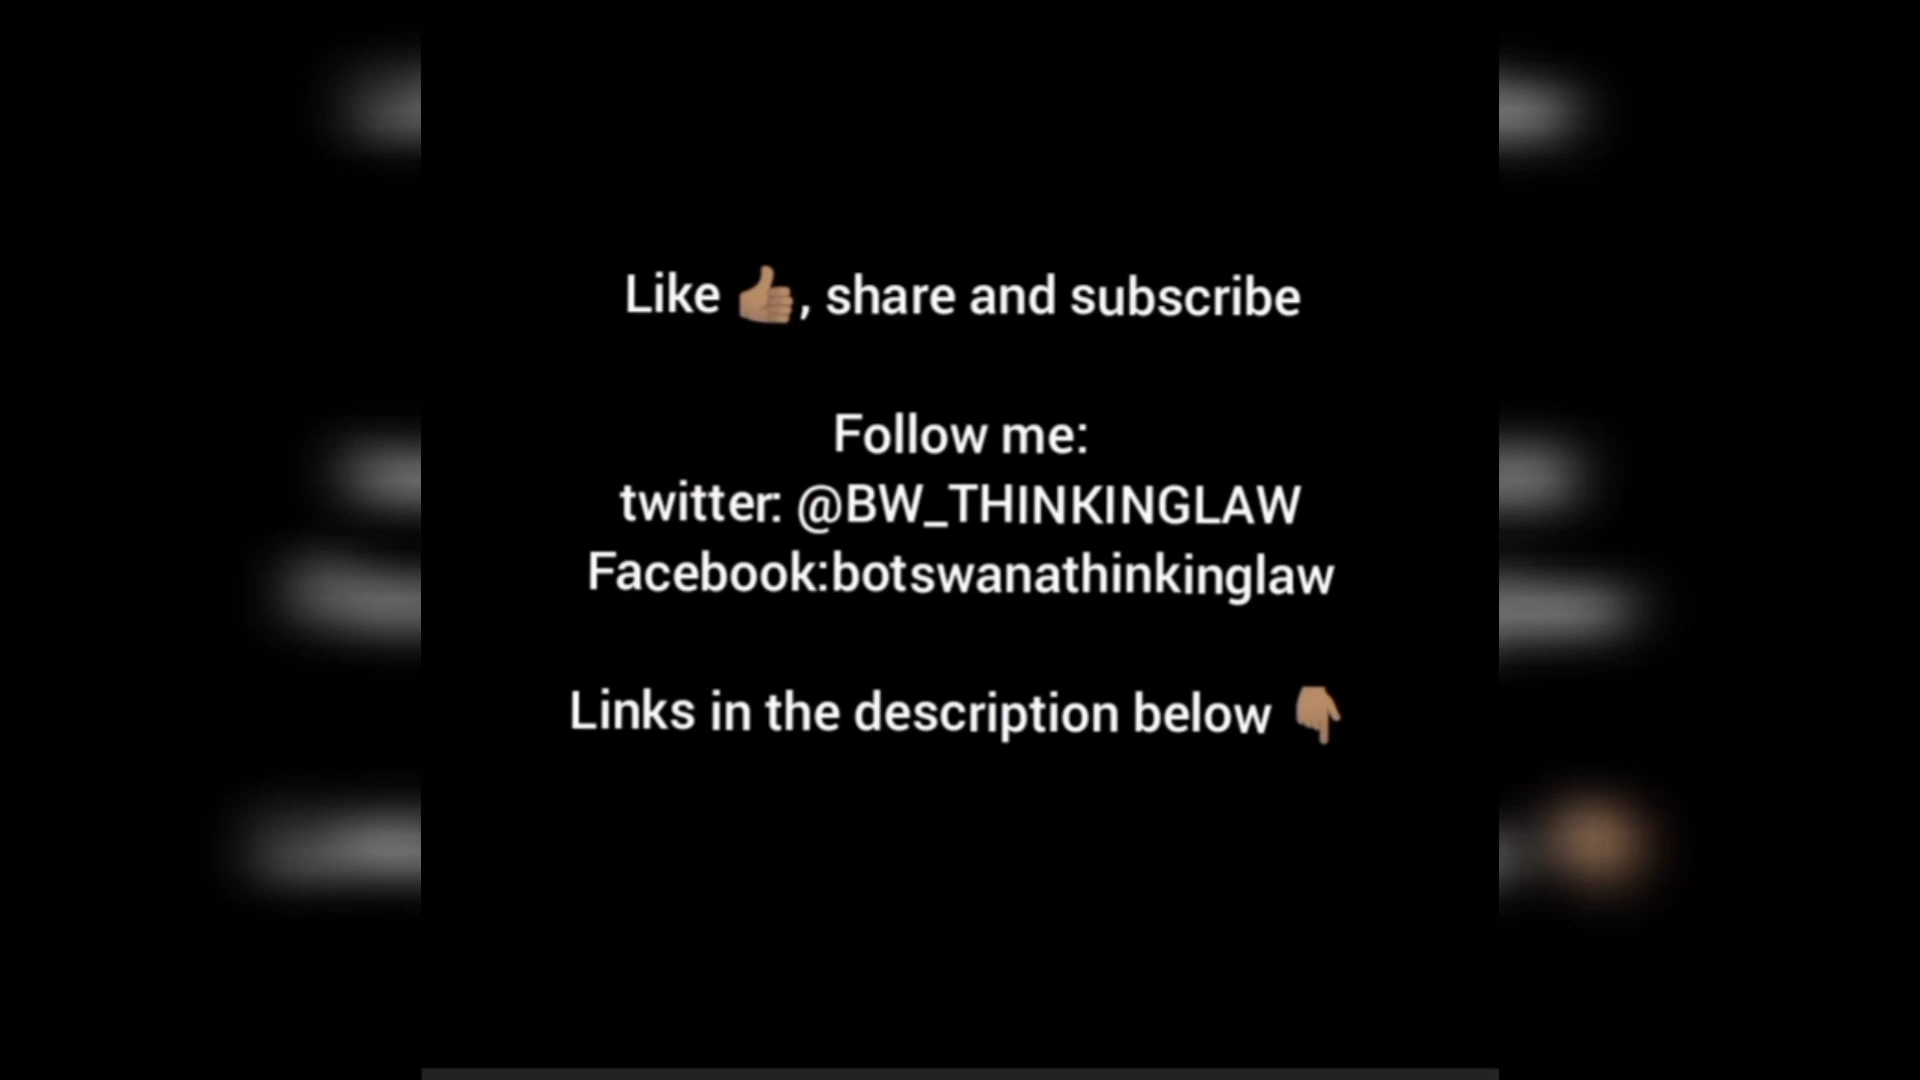 Like 👍🏽, share and subscribe
Follow me:
twitter: @BW_THINKINGLAW
Facebook:botswanathinkinglaw
Links in the description below 👇🏽